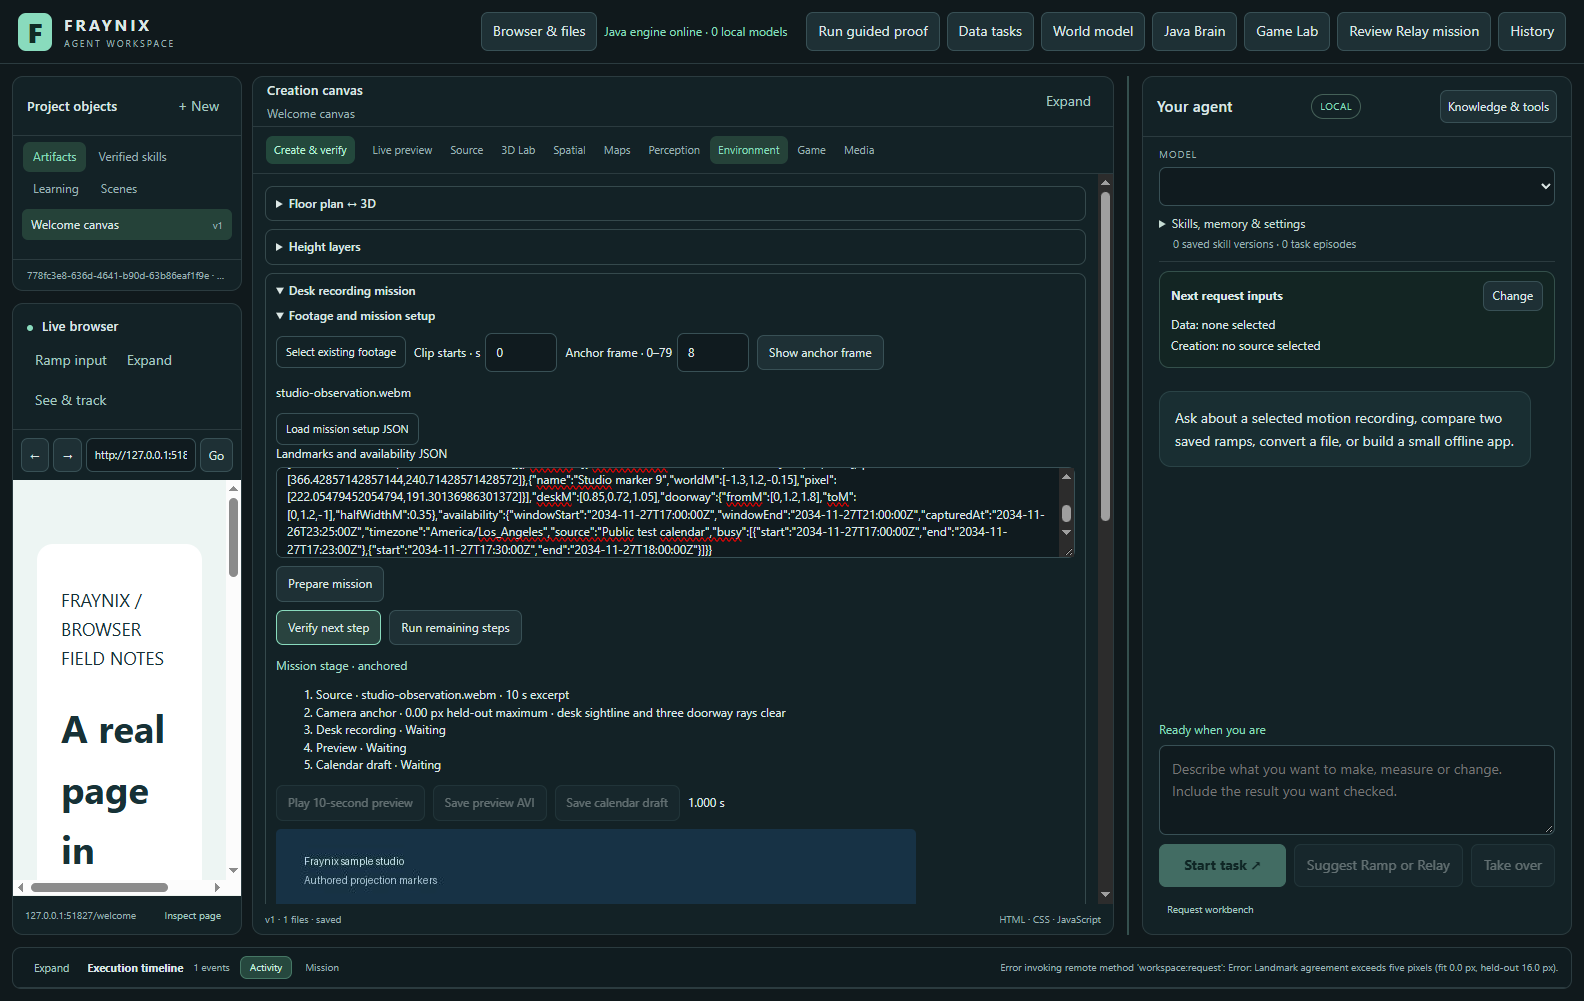 F FRAYNIX
AGENT WORKSPACE
Browser & files
Java engine online · 0 local models
Run guided proof
Data tasks
World model
Java Brain
Game Lab
Review Relay mission
History
Project objects
+ New
Artifacts
Verified skills
Learning
Scenes
Welcome canvas v1
778fc3e8-636d-4641-b90d-63b86eaf1f9e · ...
Live browser
Ramp input
Expand
See & track
← → http://127.0.0.1:518 Go
FRAYNIX /
BROWSER
FIELD NOTES
A real
page
in
127.0.0.1:51827/welcome
Inspect page
Creation canvas
Welcome canvas
Expand
Create & verify
Live preview
Source
3D Lab
Spatial
Maps
Perception
Environment
Game
Media
Floor plan ↔ 3D
Height layers
Desk recording mission
Footage and mission setup
Select existing footage
Clip starts · s 0
Anchor frame · 0–79 8
Show anchor frame
studio-observation.webm
Load mission setup JSON
Landmarks and availability JSON
[366.42857142857144,240.71428571428572]},{"name":"Studio marker 9","worldM":[-1.3,1.2,-0.15],"pixel":
[222.05479452054794,191.30136986301372]}],"deskM":[0.85,0.72,1.05],"doorway":{"fromM":[0,1.2,1.8],"toM":
[0,1.2,-1],"halfWidthM":0.35},"availability":{"windowStart":"2034-11-27T17:00:00Z","windowEnd":"2034-11-27T21:00:00Z","capturedAt":"2034-11-
26T23:25:00Z","timezone":"America/Los_Angeles","source":"Public test calendar","busy":[{"start":"2034-11-27T17:00:00Z","end":"2034-11-
27T17:23:00Z"},{"start":"2034-11-27T17:30:00Z","end":"2034-11-27T18:00:00Z"}]}}
Prepare mission
Verify next step
Run remaining steps
Mission stage · anchored
1. Source · studio-observation.webm · 10 s excerpt
2. Camera anchor · 0.00 px held-out maximum · desk sightline and three doorway rays clear
3. Desk recording · Waiting
4. Preview · Waiting
5. Calendar draft · Waiting
Play 10-second preview
Save preview AVI
Save calendar draft
1.000 s
Fraynix sample studio
Authored projection markers
v1 · 1 files · saved
HTML · CSS · JavaScript
Your agent
LOCAL
Knowledge & tools
MODEL
Skills, memory & settings
0 saved skill versions · 0 task episodes
Next request inputs
Change
Data: none selected
Creation: no source selected
Ask about a selected motion recording, compare two
saved ramps, convert a file, or build a small offline app.
Ready when you are
Describe what you want to make, measure or change.
Include the result you want checked.
Start task ↗
Suggest Ramp or Relay
Take over
Request workbench
Expand
Execution timeline
1 events
Activity
Mission
Error invoking remote method 'workspace:request': Error: Landmark agreement exceeds five pixels (fit 0.0 px, held-out 16.0 px).